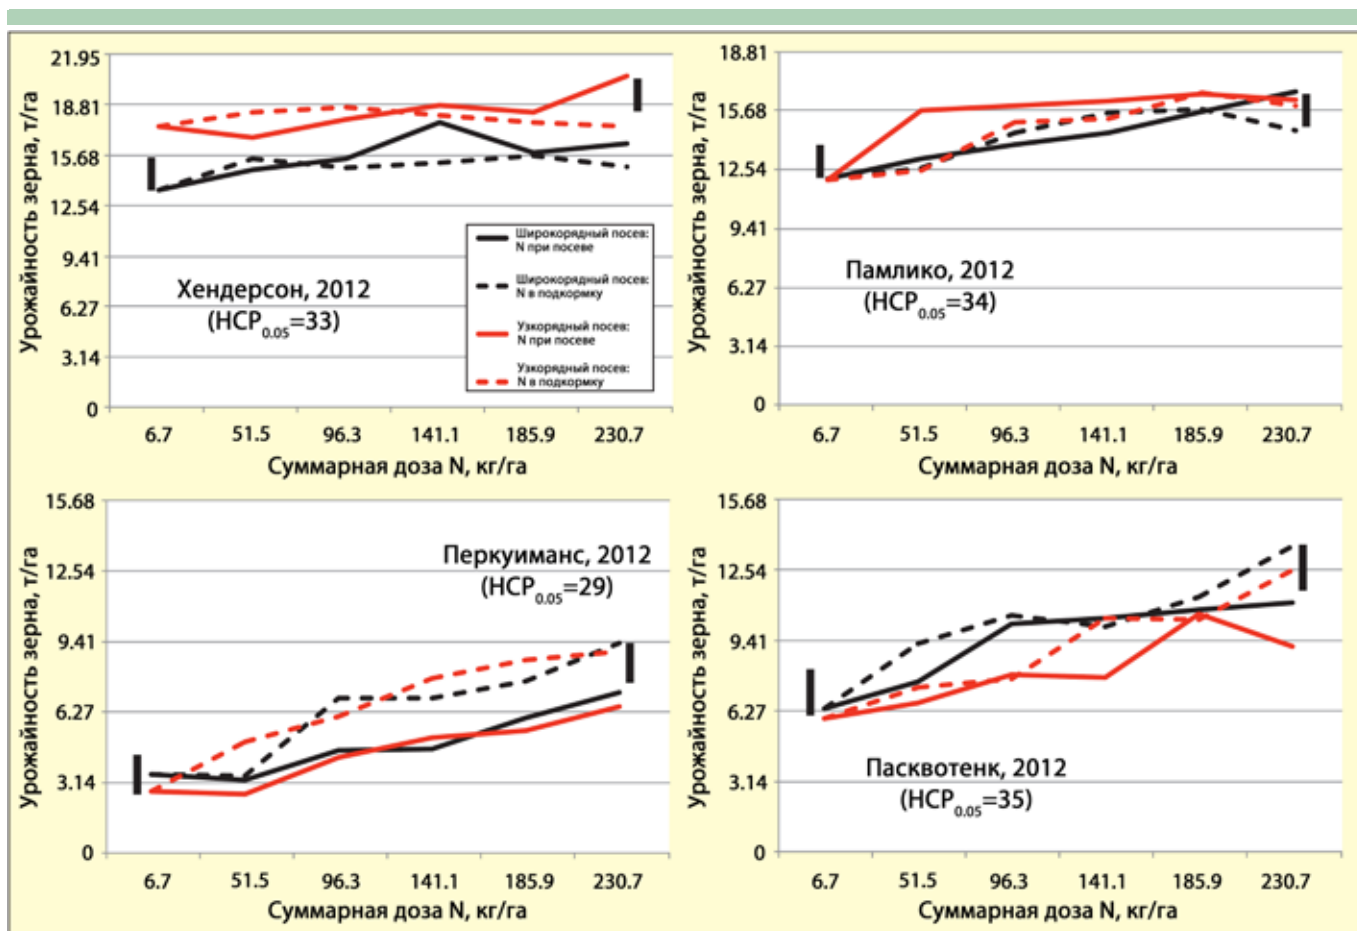 21.95
18.81
15.68
12.54
9.41
6.27
3.14
0
Урожайность зерна, т/га
Хендерсон, 2012
(НСР0.05=33)
Широкорядный посев:
N при посеве
Широкорядный посев:
N в подкормку
Узкорядный посев:
N при посеве
Узкорядный посев:
N в подкормку
6.7 51.5 96.3 141.1 185.9 230.7
Суммарная доза N, кг/га
18.81
15.68
12.54
9.41
6.27
3.14
0
Урожайность зерна, т/га
Памлико, 2012
(НСР0.05=34)
6.7 51.5 96.3 141.1 185.9 230.7
Суммарная доза N, кг/га
15.68
12.54
9.41
6.27
3.14
0
Урожайность зерна, т/га
Перкуиманс, 2012
(НСР0.05=29)
6.7 51.5 96.3 141.1 185.9 230.7
Суммарная доза N, кг/га
15.68
12.54
9.41
6.27
3.14
0
Урожайность зерна, т/га
Пасквотенк, 2012
(НСР0.05=35)
6.7 51.5 96.3 141.1 185.9 230.7
Суммарная доза N, кг/га